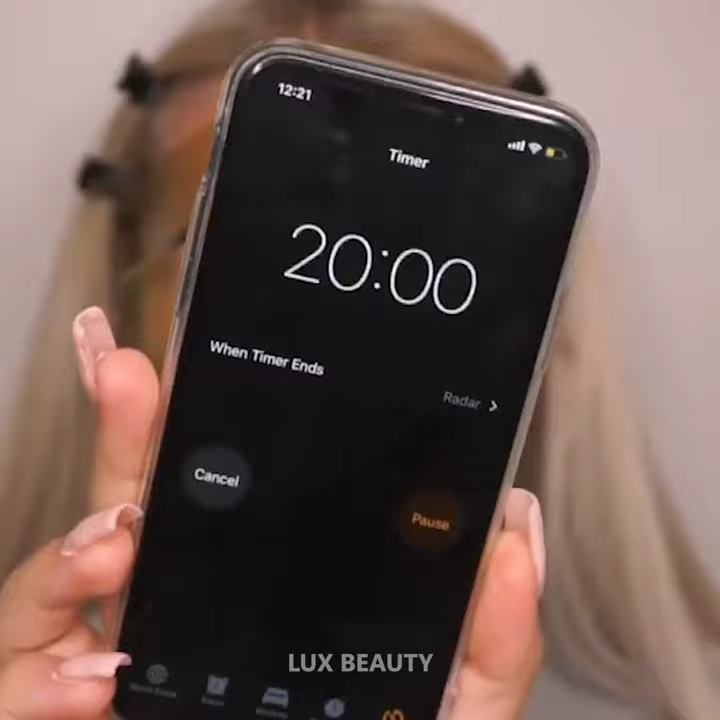 12:21
Timer
20:00
When Timer Ends
Radar
Cancel
Pause
LUX BEAUTY